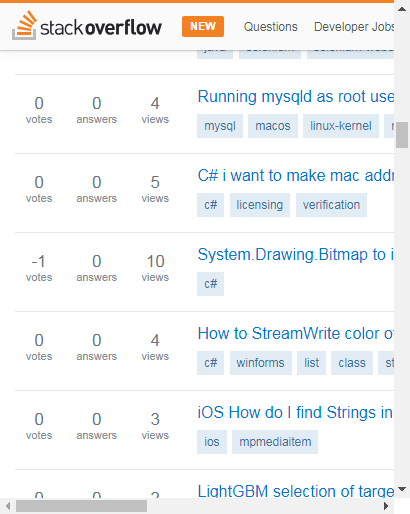 stackoverflow NEW Questions Developer Jobs
java selenium
0 0 4 Running mysqld as root use
votes answers views mysql macos linux-kernel
0 0 5 C# i want to make mac addr
votes answers views c# licensing verification
-1 0 10 System.Drawing.Bitmap to i
votes answers views c#
0 0 4 How to StreamWrite color of
votes answers views c# winforms list class st
0 0 3 iOS How do I find Strings in
votes answers views ios mpmediaitem
0 0 2 LightGBM selection of targe